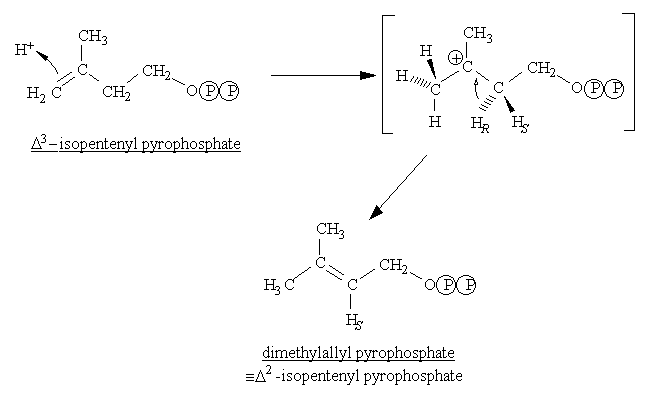 H+
CH3
H2C
CH2
CH2
O P P
Δ3–isopentenyl pyrophosphate
CH3
H
+
H
C
C
C
CH2
O P P
H
HR
HS
CH3
C
CH2
H3C
C
O P P
HS
dimethylallyl pyrophosphate
≡Δ2 -isopentenyl pyrophosphate